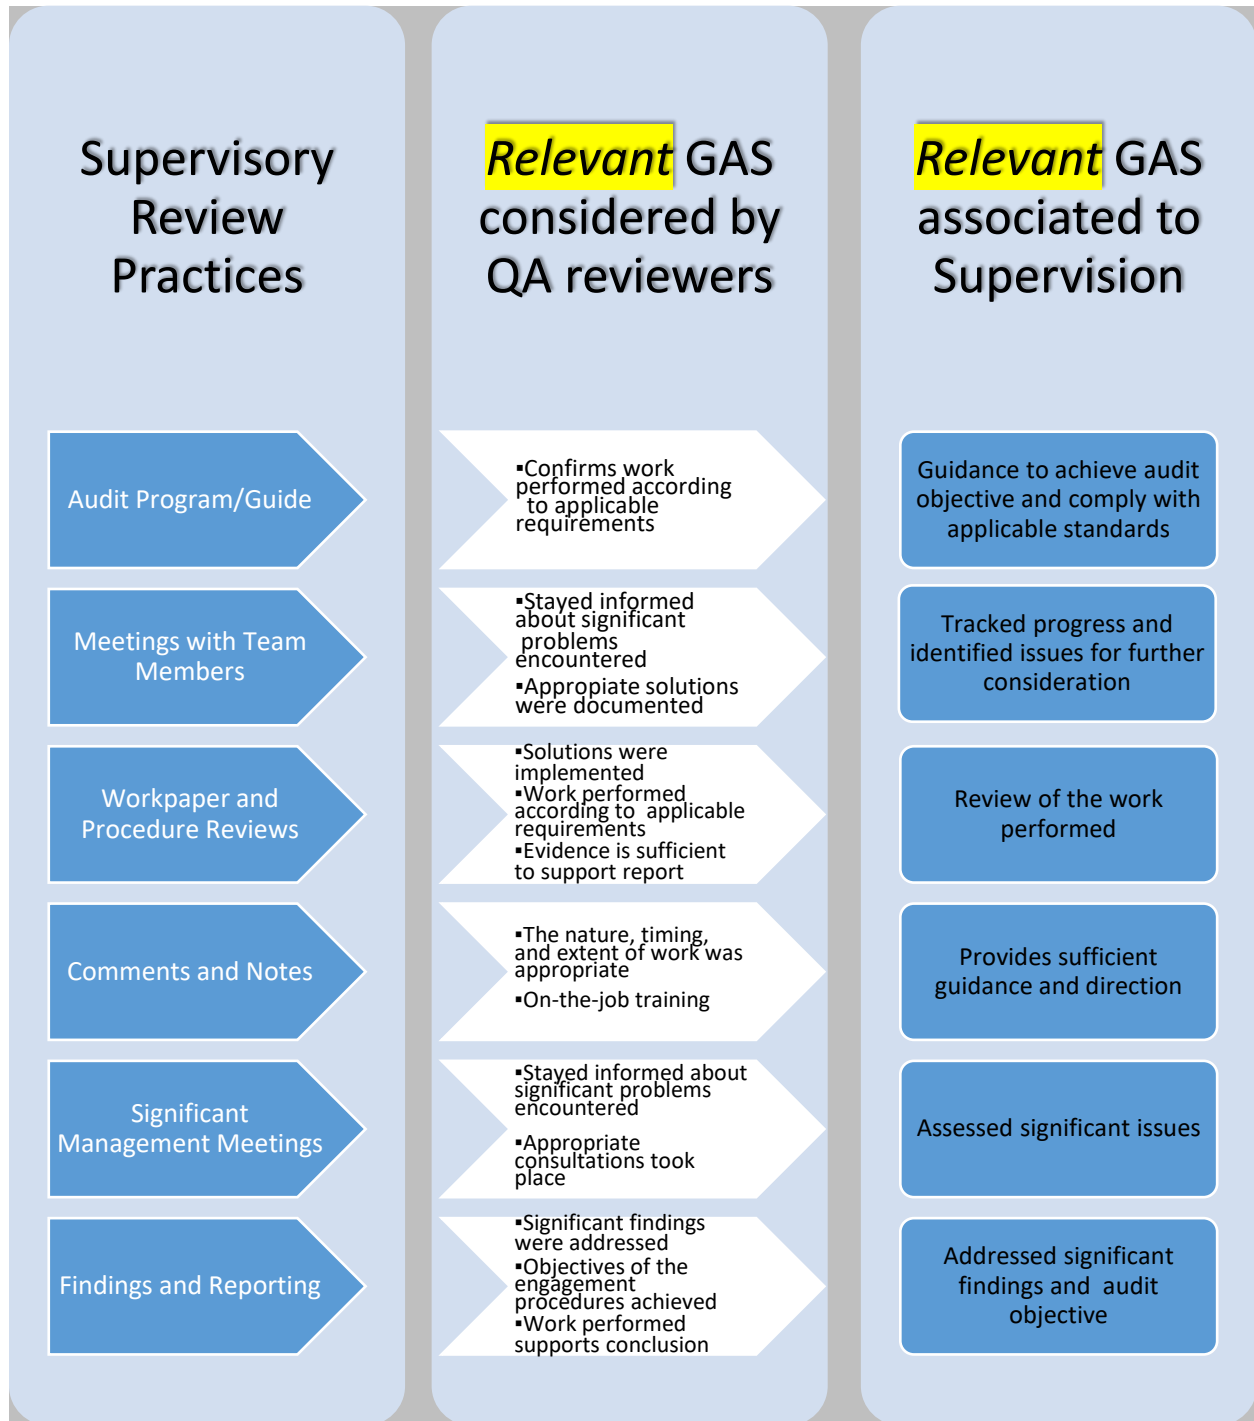 Supervisory
Review
Practices
Relevant GAS
considered by
QA reviewers
Relevant GAS
associated to
Supervision
Audit Program/Guide
▪Confirms work
performed according
to applicable
requirements
Guidance to achieve audit
objective and comply with
applicable standards
Meetings with Team
Members
▪Stayed informed
about significant
problems
encountered
▪Appropiate solutions
were documented
Tracked progress and
identified issues for further
consideration
Workpaper and
Procedure Reviews
▪Solutions were
implemented
▪Work performed
according to applicable
requirements
▪Evidence is sufficient
to support report
Review of the work
performed
Comments and Notes
▪The nature, timing,
and extent of work was
appropriate
▪On-the-job training
Provides sufficient
guidance and direction
Significant
Management Meetings
▪Stayed informed about
significant problems
encountered
▪Appropriate
consultations took
place
Assessed significant issues
Findings and Reporting
▪Significant findings
were addressed
▪Objectives of the
engagement
procedures achieved
▪Work performed
supports conclusion
Addressed significant
findings and audit
objective